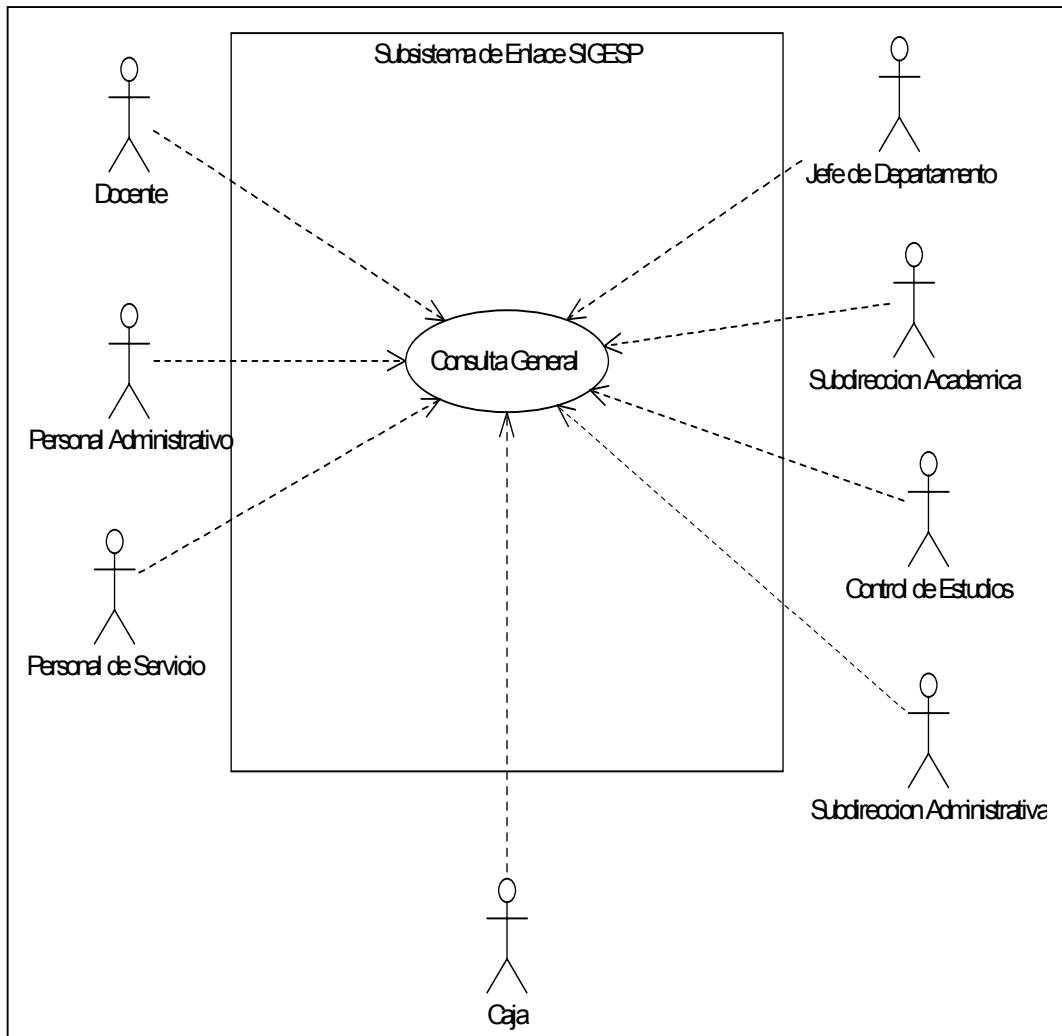 Subsistema de Enlace SIGESP
Docente
Jefe de Departamento
Consulta General
Subdireccion Academica
Personal Administrativo
Control de Estudios
Personal de Servicio
Subdireccion Administrativa
Caja